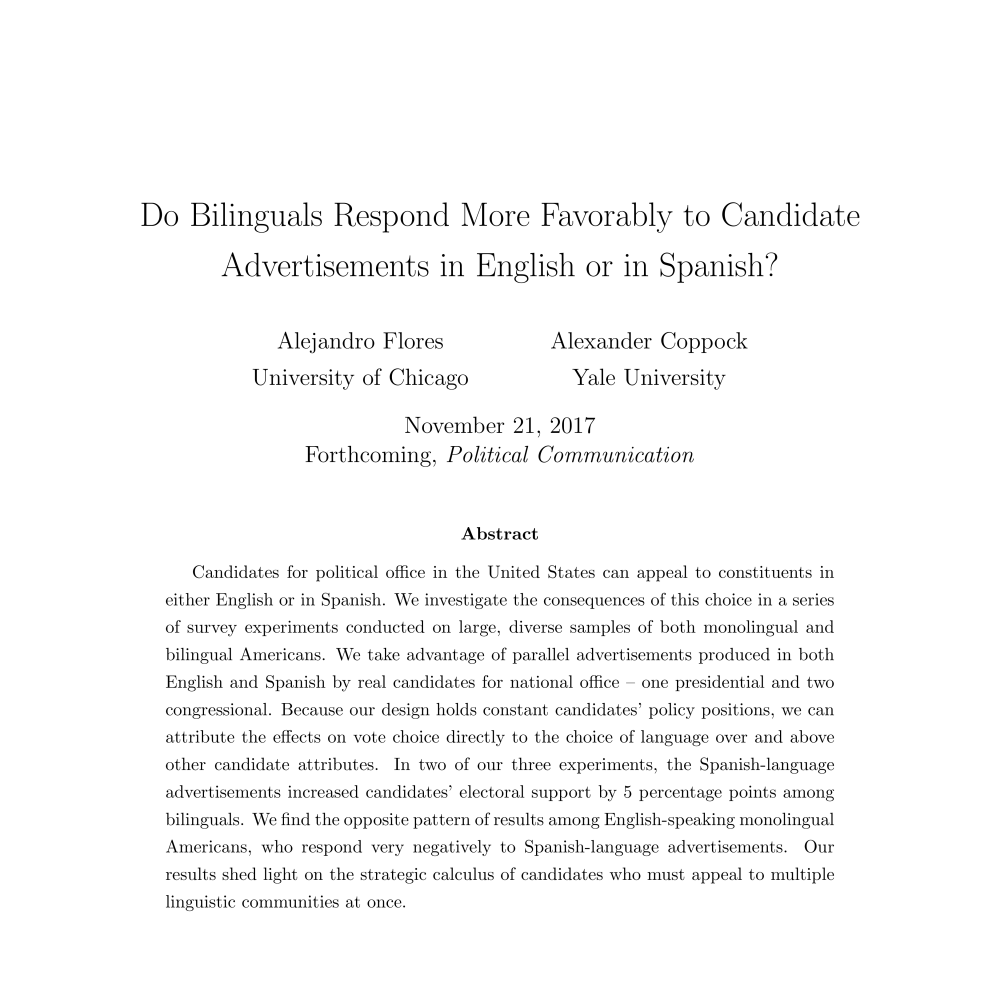 Do Bilinguals Respond More Favorably to Candidate
Advertisements in English or in Spanish?
Alejandro Flores
University of Chicago
Alexander Coppock
Yale University
November 21, 2017
Forthcoming, Political Communication
Abstract
Candidates for political office in the United States can appeal to constituents in
either English or in Spanish. We investigate the consequences of this choice in a series
of survey experiments conducted on large, diverse samples of both monolingual and
bilingual Americans. We take advantage of parallel advertisements produced in both
English and Spanish by real candidates for national office – one presidential and two
congressional. Because our design holds constant candidates' policy positions, we can
attribute the effects on vote choice directly to the choice of language over and above
other candidate attributes. In two of our three experiments, the Spanish-language
advertisements increased candidates' electoral support by 5 percentage points among
bilinguals. We find the opposite pattern of results among English-speaking monolingual
Americans, who respond very negatively to Spanish-language advertisements. Our
results shed light on the strategic calculus of candidates who must appeal to multiple
linguistic communities at once.